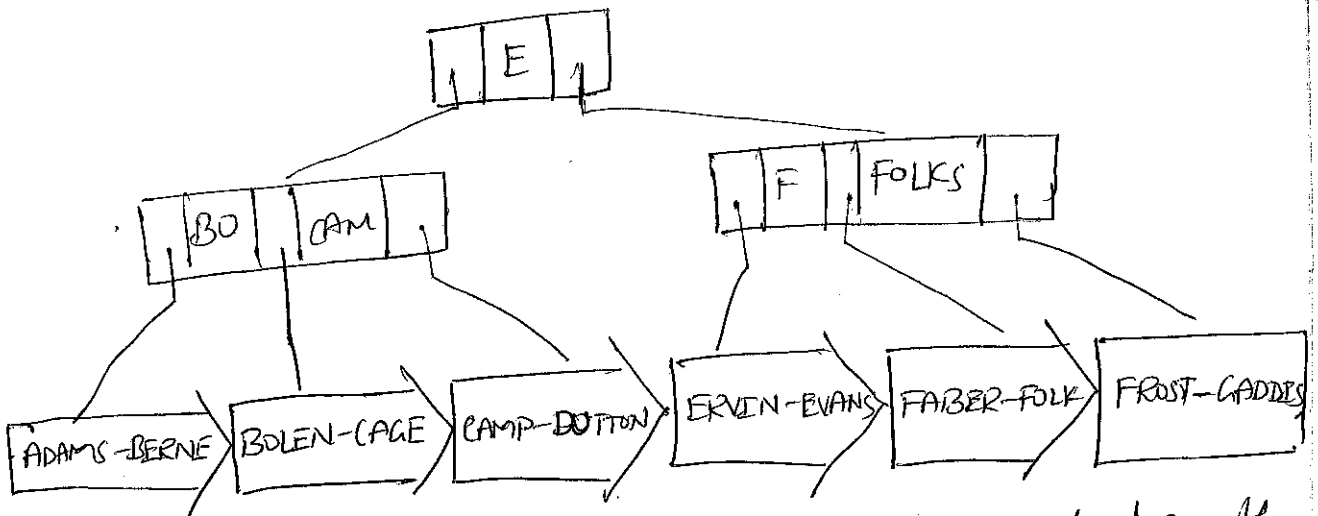 E
BO CAM
F FOLKS
ADAMS-BERNE
BOLEN-CAGE
CAMP-DUTTON
ERVIN-EVANS
FABER-FOLK
FROST-GADDIS